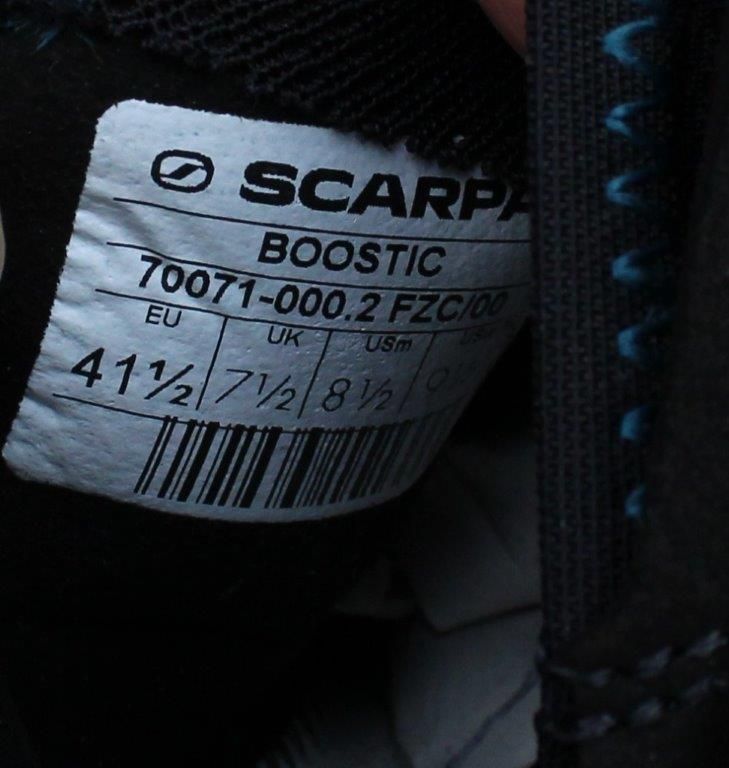 SCARPA
BOOSTIC
70071-000.2 FZC/00
EU UK USm
41½ 7½ 8½